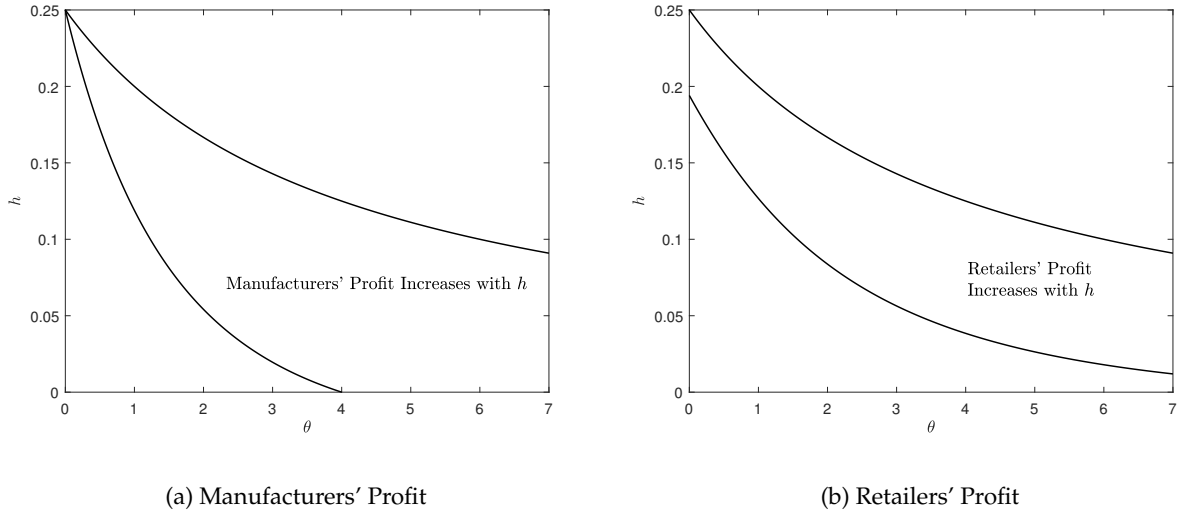 0.25
0.2
0.15
0.1
0.05
0
h
Manufacturers' Profit Increases with h
0 1 2 3 4 5 6 7
θ
(a) Manufacturers' Profit
0.25
0.2
0.15
0.1
0.05
0
h
Retailers' Profit
Increases with h
0 1 2 3 4 5 6 7
θ
(b) Retailers' Profit